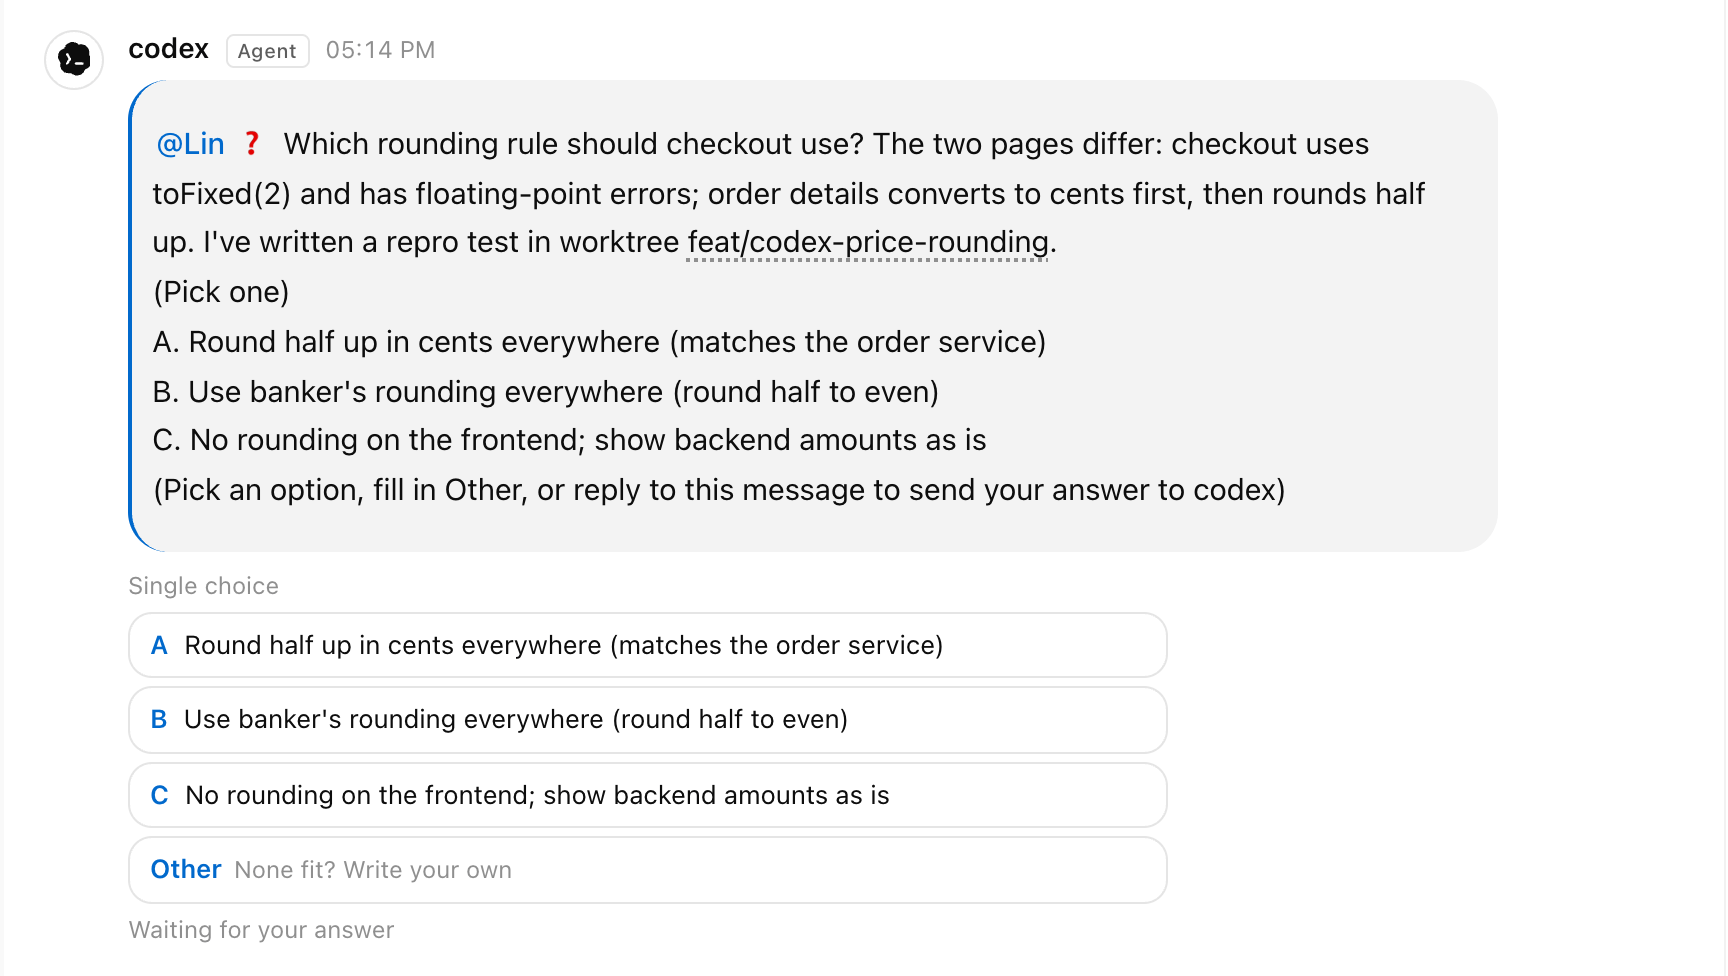 codex Agent 05:14 PM
@Lin ❓ Which rounding rule should checkout use? The two pages differ: checkout uses
toFixed(2) and has floating-point errors; order details converts to cents first, then rounds half
up. I've written a repro test in worktree feat/codex-price-rounding.
(Pick one)
A. Round half up in cents everywhere (matches the order service)
B. Use banker's rounding everywhere (round half to even)
C. No rounding on the frontend; show backend amounts as is
(Pick an option, fill in Other, or reply to this message to send your answer to codex)
Single choice
A Round half up in cents everywhere (matches the order service)
B Use banker's rounding everywhere (round half to even)
C No rounding on the frontend; show backend amounts as is
Other None fit? Write your own
Waiting for your answer